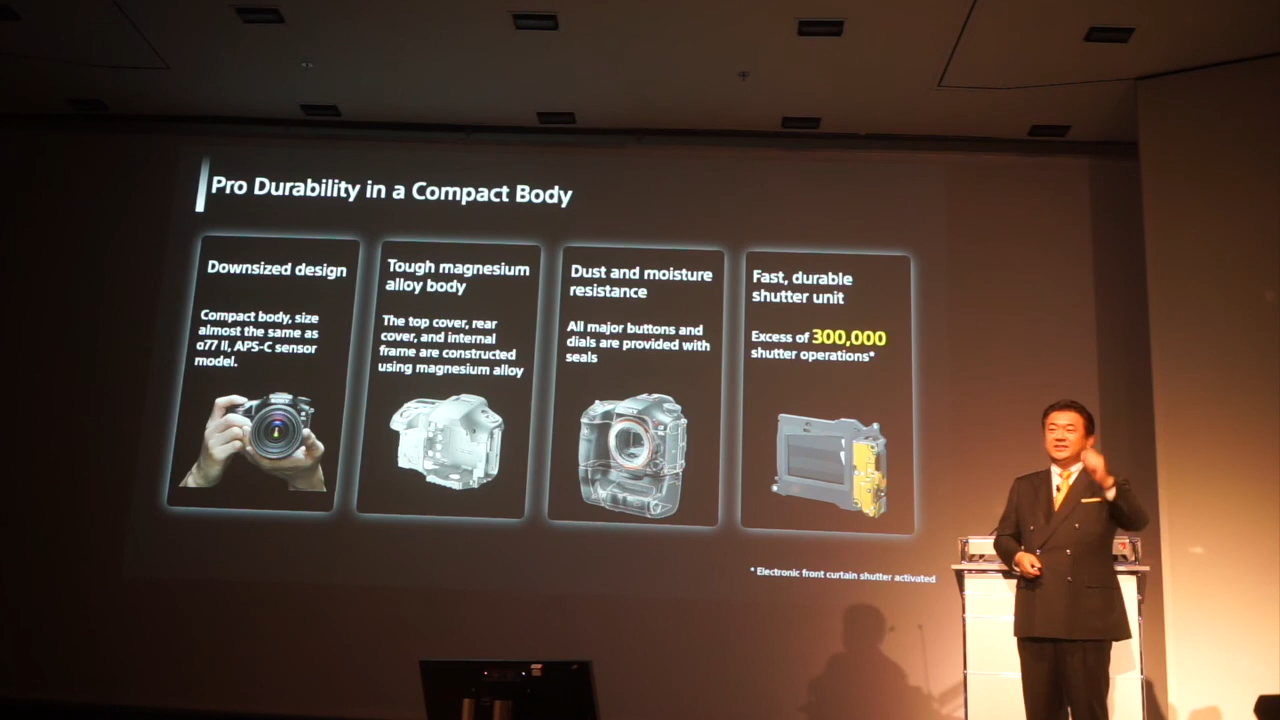 Pro Durability in a Compact Body
Downsized design
Compact body, size
almost the same as
α77 II, APS-C sensor
model.
SONY
Tough magnesium
alloy body
The top cover, rear
cover, and internal
frame are constructed
using magnesium alloy
Dust and moisture
resistance
All major buttons and
dials are provided with
seals
Fast, durable
shutter unit
Excess of 300,000
shutter operations*
* Electronic front curtain shutter activated